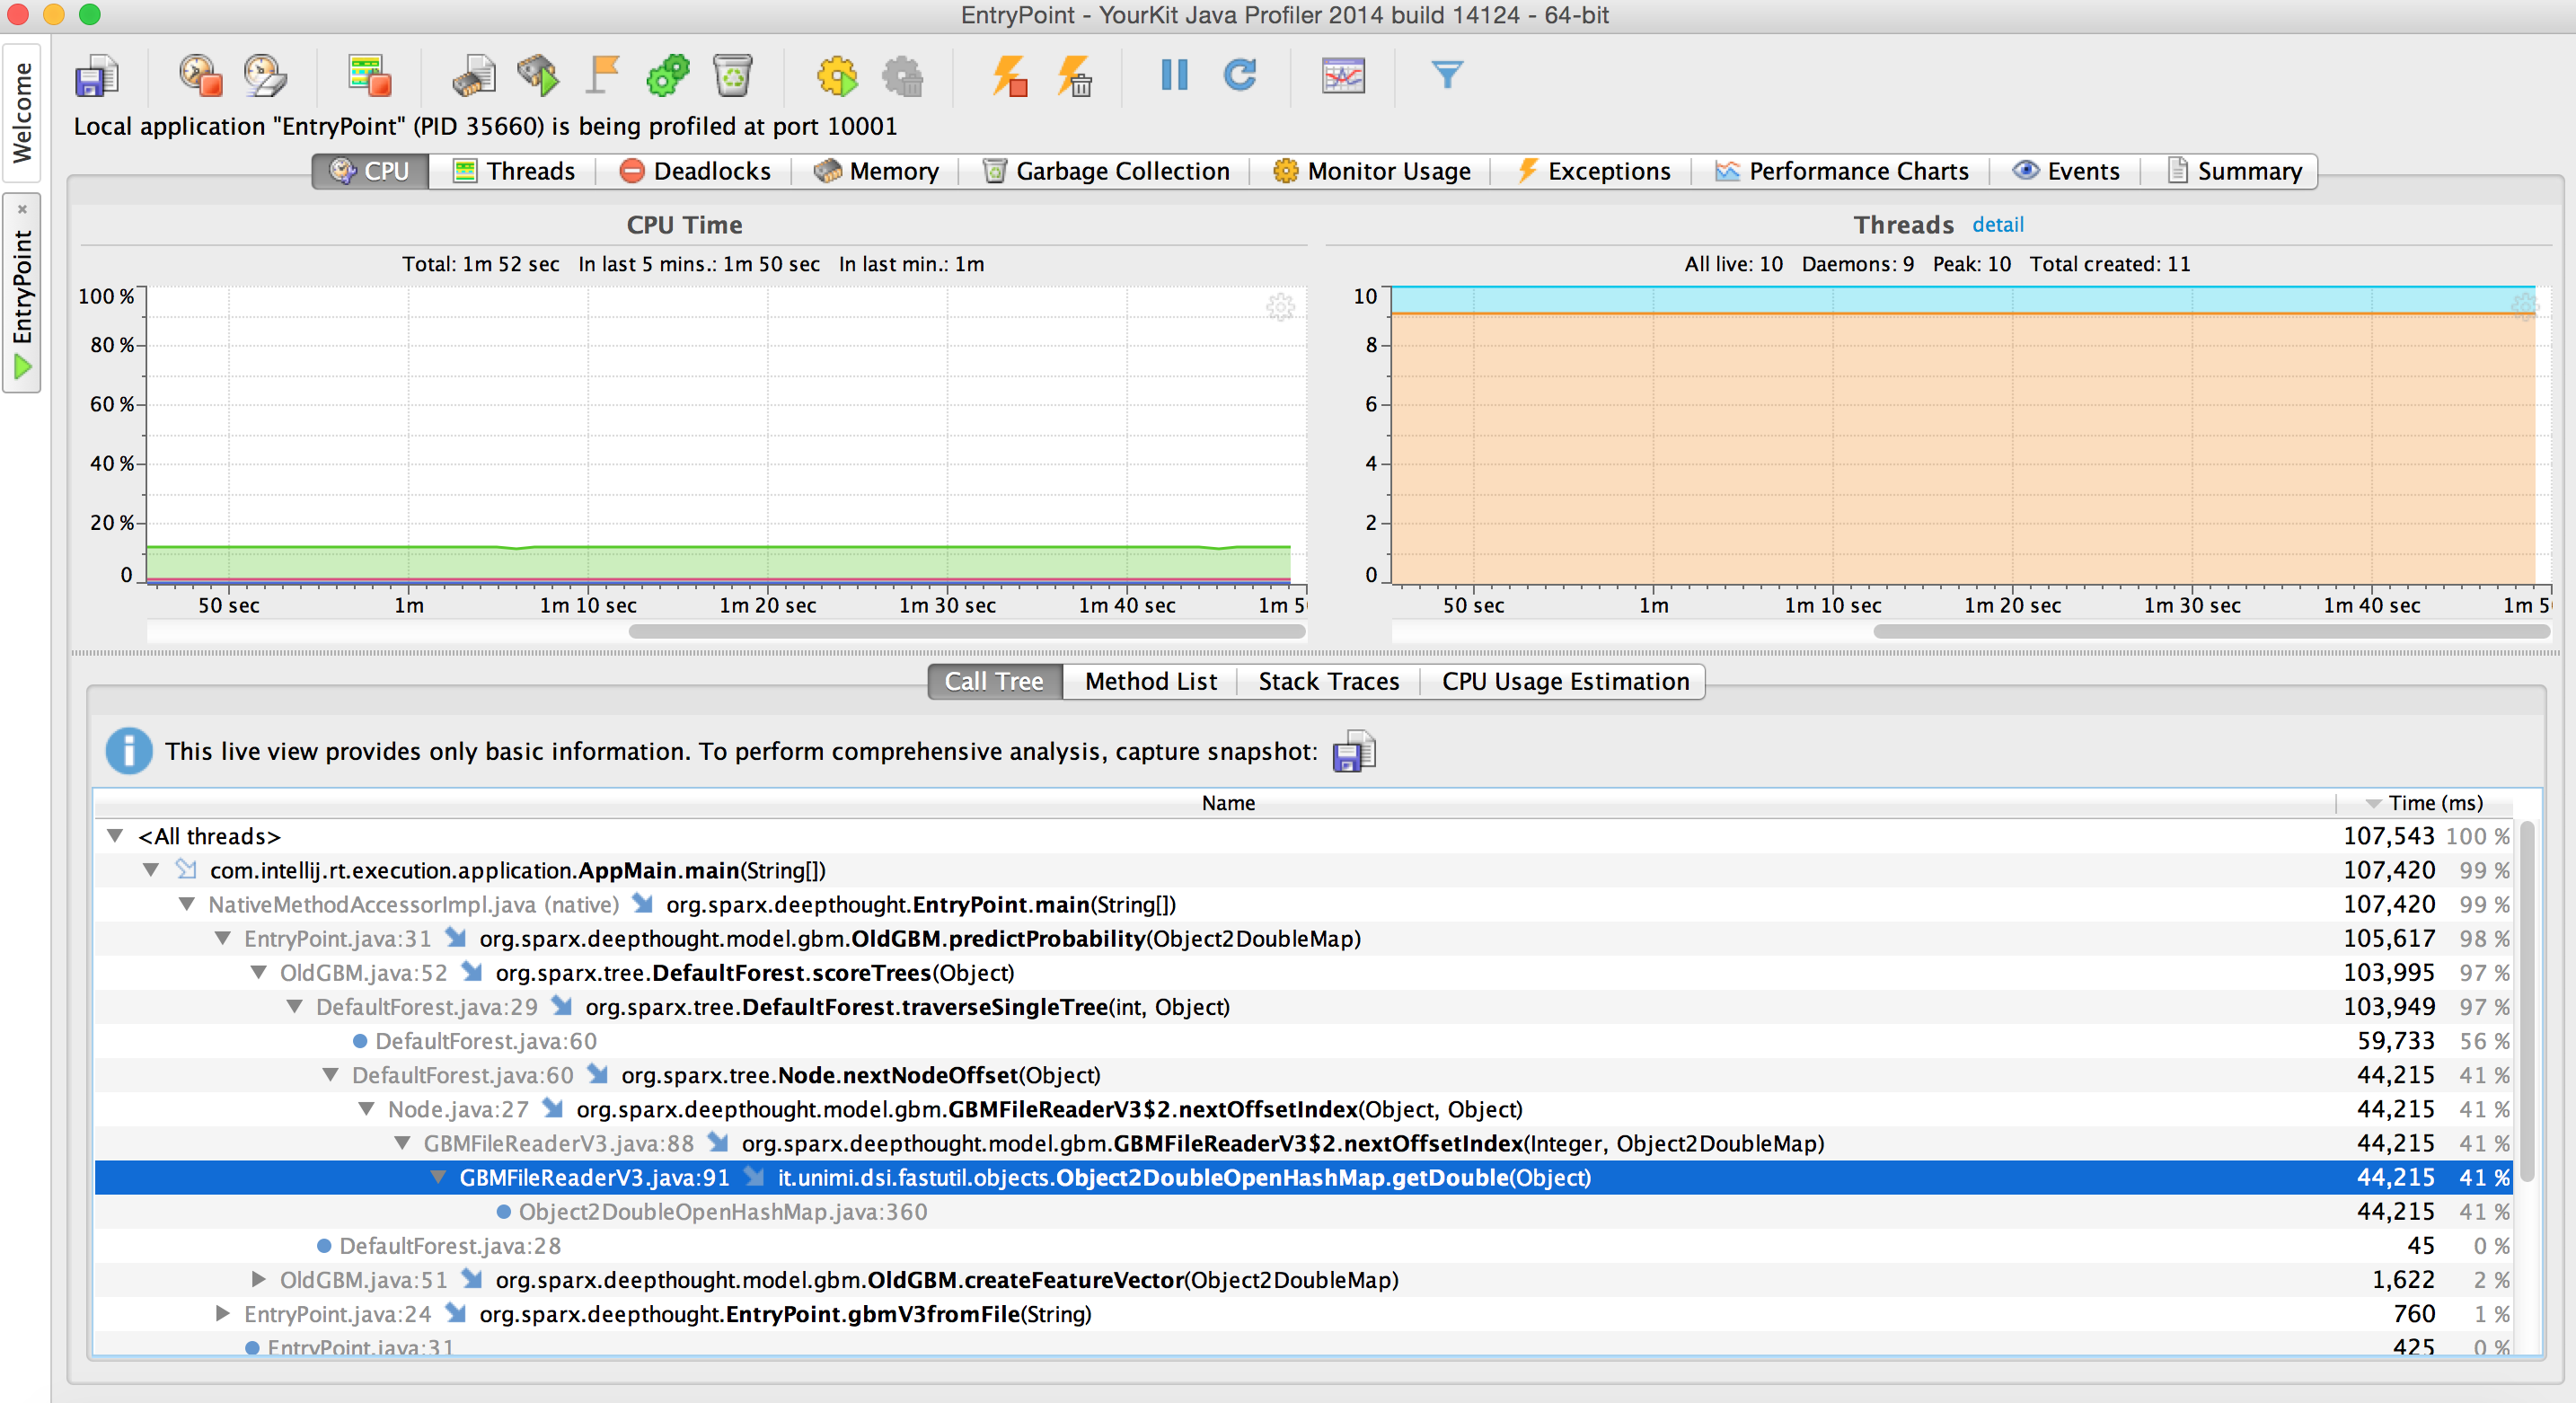 EntryPoint - YourKit Java Profiler 2014 build 14124 - 64-bit
Welcome
EntryPoint
Local application "EntryPoint" (PID 35660) is being profiled at port 10001
CPU Threads Deadlocks Memory Garbage Collection Monitor Usage Exceptions Performance Charts Events Summary
CPU Time
Total: 1m 52 sec In last 5 mins.: 1m 50 sec In last min.: 1m
100 %
80 %
60 %
40 %
20 %
0
50 sec 1m 1m 10 sec 1m 20 sec 1m 30 sec 1m 40 sec 1m 5
Threads detail
All live: 10 Daemons: 9 Peak: 10 Total created: 11
10
8
6
4
2
0
50 sec 1m 1m 10 sec 1m 20 sec 1m 30 sec 1m 40 sec 1m 5
Call Tree Method List Stack Traces CPU Usage Estimation
This live view provides only basic information. To perform comprehensive analysis, capture snapshot:
Name Time (ms)
<All threads> 107,543 100 %
com.intellij.rt.execution.application.AppMain.main(String[]) 107,420 99 %
NativeMethodAccessorImpl.java (native) org.sparx.deepthought.EntryPoint.main(String[]) 107,420 99 %
EntryPoint.java:31 org.sparx.deepthought.model.gbm.OldGBM.predictProbability(Object2DoubleMap) 105,617 98 %
OldGBM.java:52 org.sparx.tree.DefaultForest.scoreTrees(Object) 103,995 97 %
DefaultForest.java:29 org.sparx.tree.DefaultForest.traverseSingleTree(int, Object) 103,949 97 %
DefaultForest.java:60 59,733 56 %
DefaultForest.java:60 org.sparx.tree.Node.nextNodeOffset(Object) 44,215 41 %
Node.java:27 org.sparx.deepthought.model.gbm.GBMFileReaderV3$2.nextOffsetIndex(Object, Object) 44,215 41 %
GBMFileReaderV3.java:88 org.sparx.deepthought.model.gbm.GBMFileReaderV3$2.nextOffsetIndex(Integer, Object2DoubleMap) 44,215 41 %
GBMFileReaderV3.java:91 it.unimi.dsi.fastutil.objects.Object2DoubleOpenHashMap.getDouble(Object) 44,215 41 %
Object2DoubleOpenHashMap.java:360 44,215 41 %
DefaultForest.java:28 45 0 %
OldGBM.java:51 org.sparx.deepthought.model.gbm.OldGBM.createFeatureVector(Object2DoubleMap) 1,622 2 %
EntryPoint.java:24 org.sparx.deepthought.EntryPoint.gbmV3fromFile(String) 760 1 %
EntryPoint.java:31 425 0 %